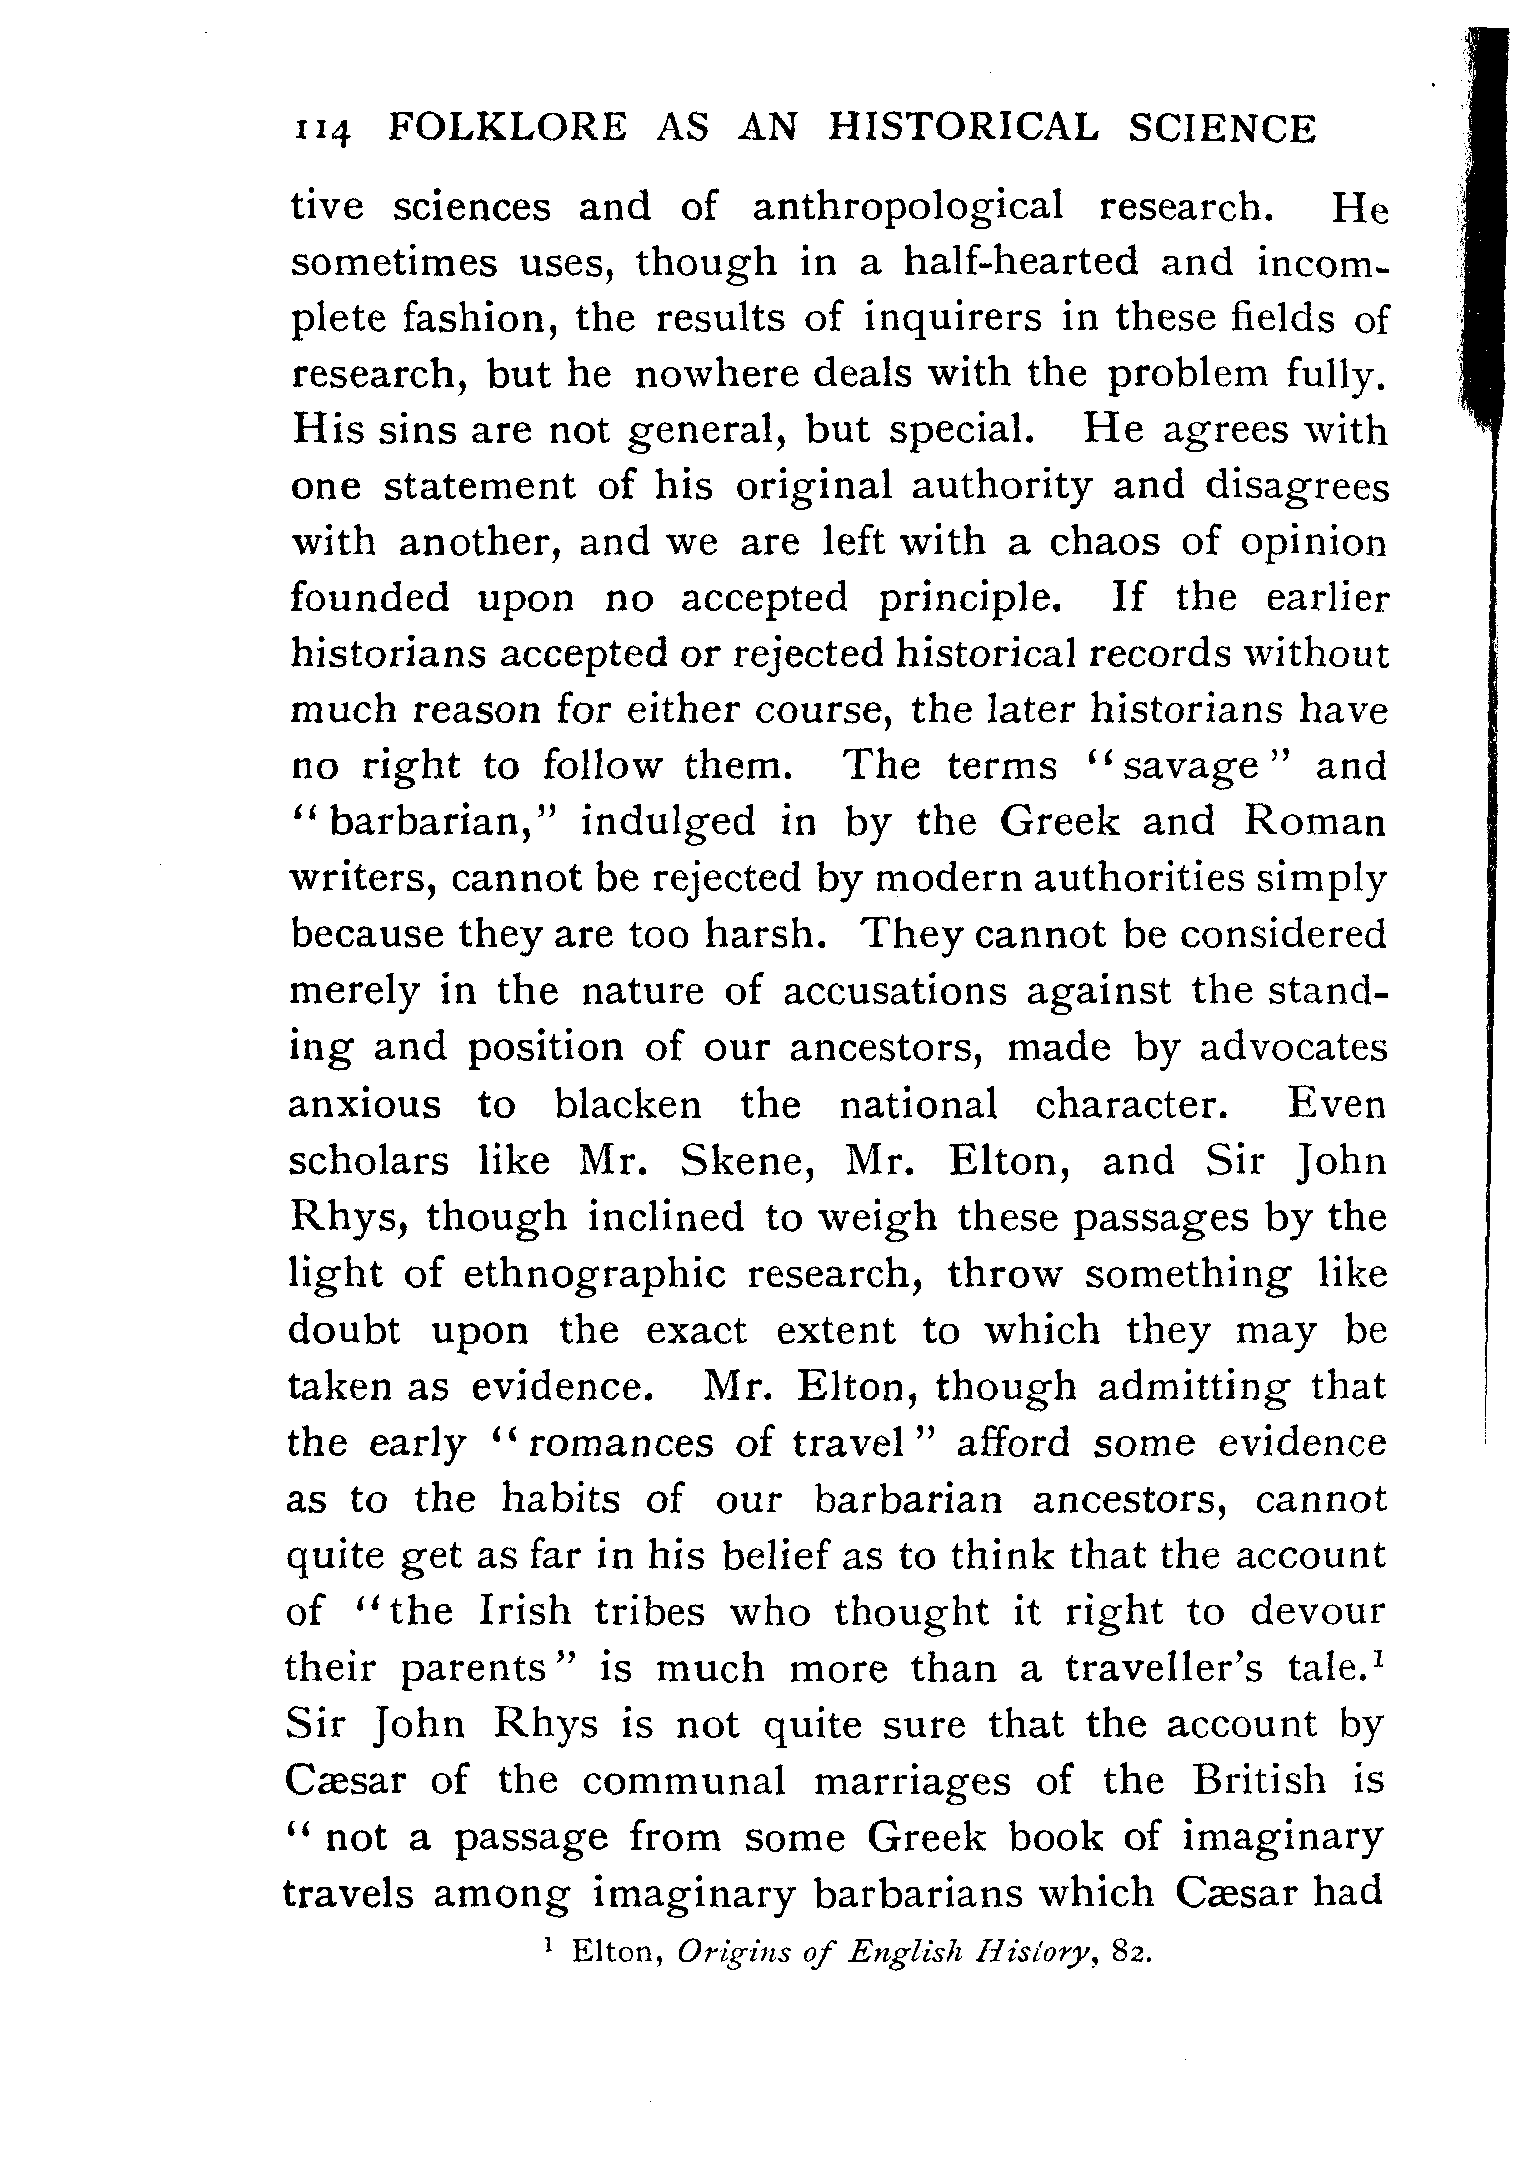 114 FOLKLORE AS AN HISTORICAL SCIENCE
tive sciences and of anthropological research. He
sometimes uses, though in a half-hearted and incom-
plete fashion, the results of inquirers in these fields of
research, but he nowhere deals with the problem fully.
His sins are not general, but special. He agrees with
one statement of his original authority and disagrees
with another, and we are left with a chaos of opinion
founded upon no accepted principle. If the earlier
historians accepted or rejected historical records without
much reason for either course, the later historians have
no right to follow them. The terms “savage” and
“barbarian,” indulged in by the Greek and Roman
writers, cannot be rejected by modern authorities simply
because they are too harsh. They cannot be considered
merely in the nature of accusations against the stand-
ing and position of our ancestors, made by advocates
anxious to blacken the national character. Even
scholars like Mr. Skene, Mr. Elton, and Sir John
Rhys, though inclined to weigh these passages by the
light of ethnographic research, throw something like
doubt upon the exact extent to which they may be
taken as evidence. Mr. Elton, though admitting that
the early “romances of travel” afford some evidence
as to the habits of our barbarian ancestors, cannot
quite get as far in his belief as to think that the account
of “the Irish tribes who thought it right to devour
their parents” is much more than a traveller’s tale.¹
Sir John Rhys is not quite sure that the account by
Cæsar of the communal marriages of the British is
“not a passage from some Greek book of imaginary
travels among imaginary barbarians which Cæsar had
¹ Elton, Origins of English History, 82.